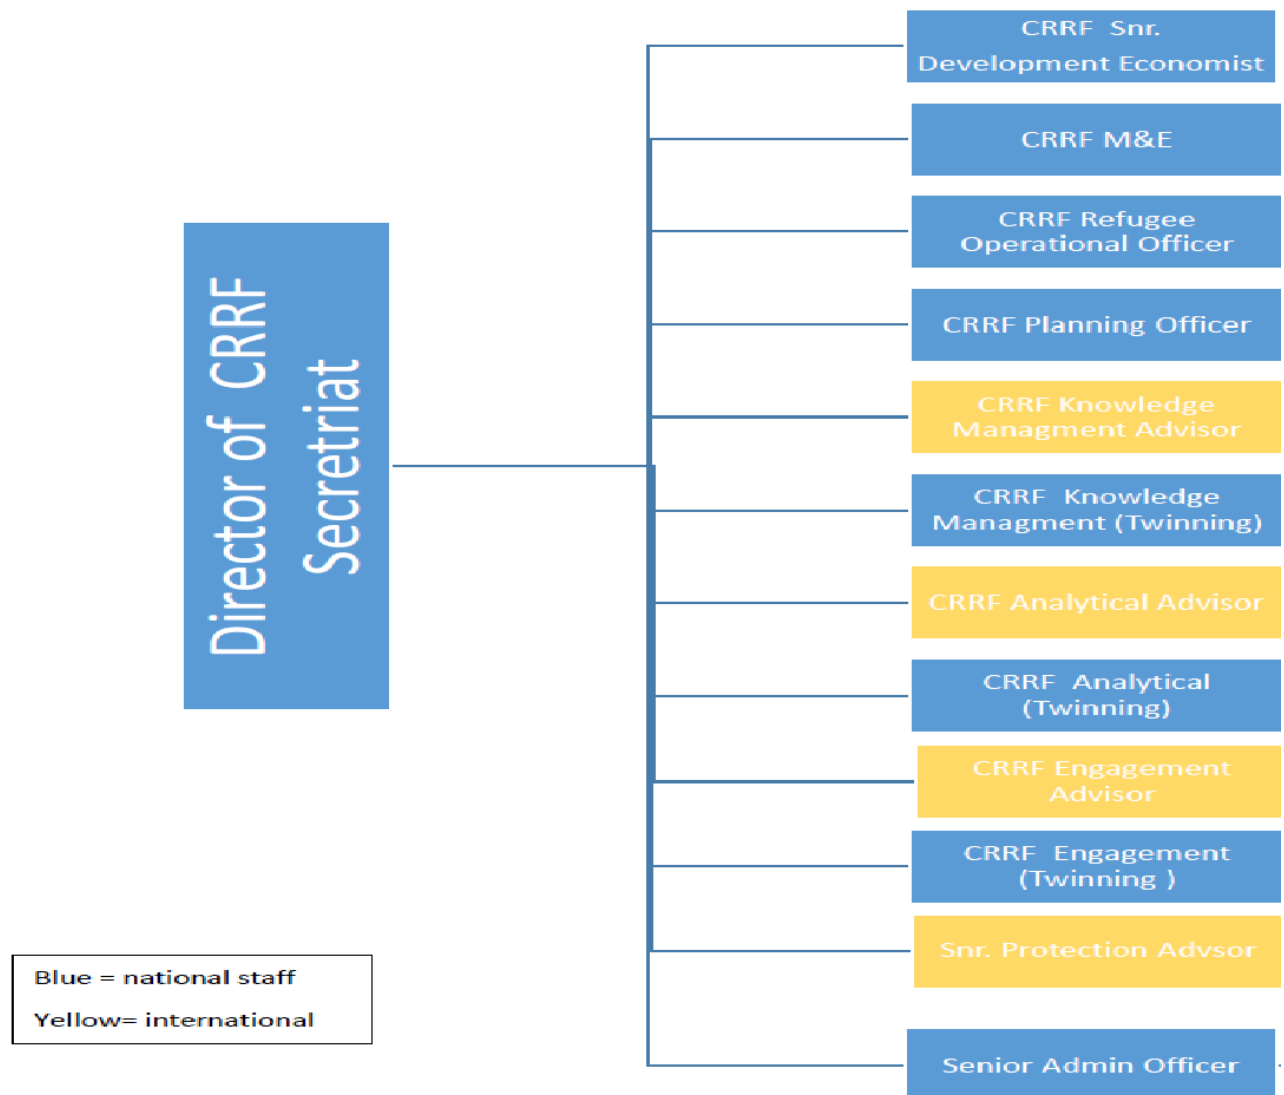 Director of CRRF
Secretriat
CRRF Snr.
Development Economist
CRRF M&E
CRRF Refugee
Operational Officer
CRRF Planning Officer
CRRF Knowledge
Managment Advisor
CRRF Knowledge
Managment (Twinning)
CRRF Analytical Advisor
CRRF Analytical
(Twinning)
CRRF Engagement
Advisor
CRRF Engagement
(Twinning )
Snr. Protection Advsor
Senior Admin Officer
Blue = national staff
Yellow= international